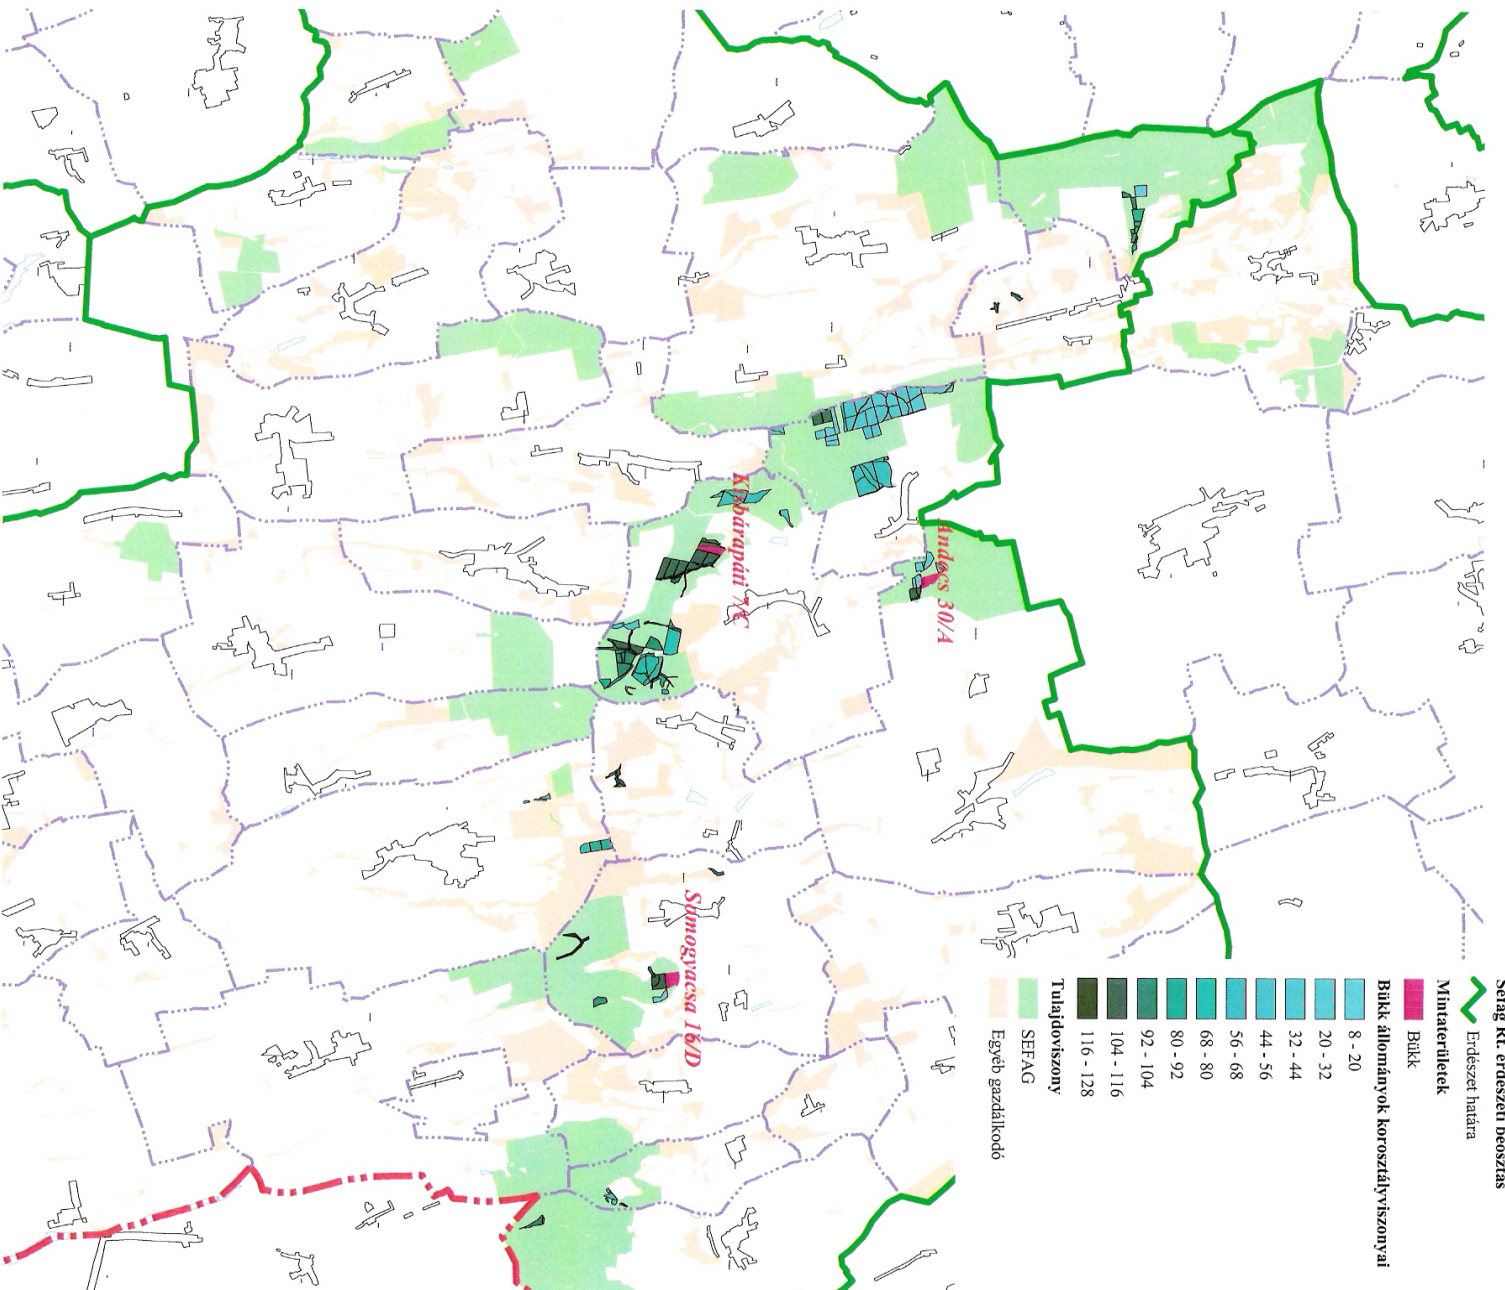 Sefag Rt. erdészeti beosztás
Erdészet határa
Mintaterületek
Bükk
Bükk állományok korosztályviszonyai
8 - 20
20 - 32
32 - 44
44 - 56
56 - 68
68 - 80
80 - 92
92 - 104
104 - 116
116 - 128
Tulajdoviszony
SEFAG
Egyéb gazdálkodó
Andocs 30/A
Kisbárapáti 7/C
Somogyacsa 16/D